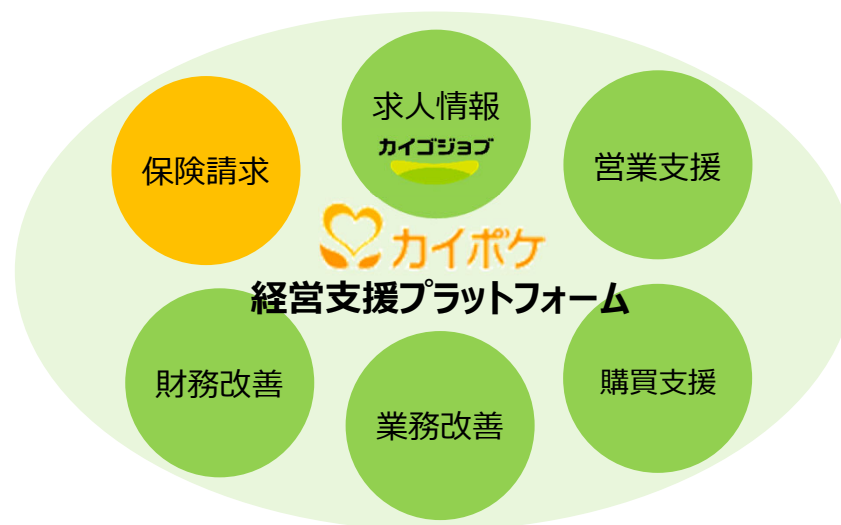 求人情報
カイゴジョブ
保険請求
営業支援
カイポケ
経営支援プラットフォーム
財務改善
業務改善
購買支援